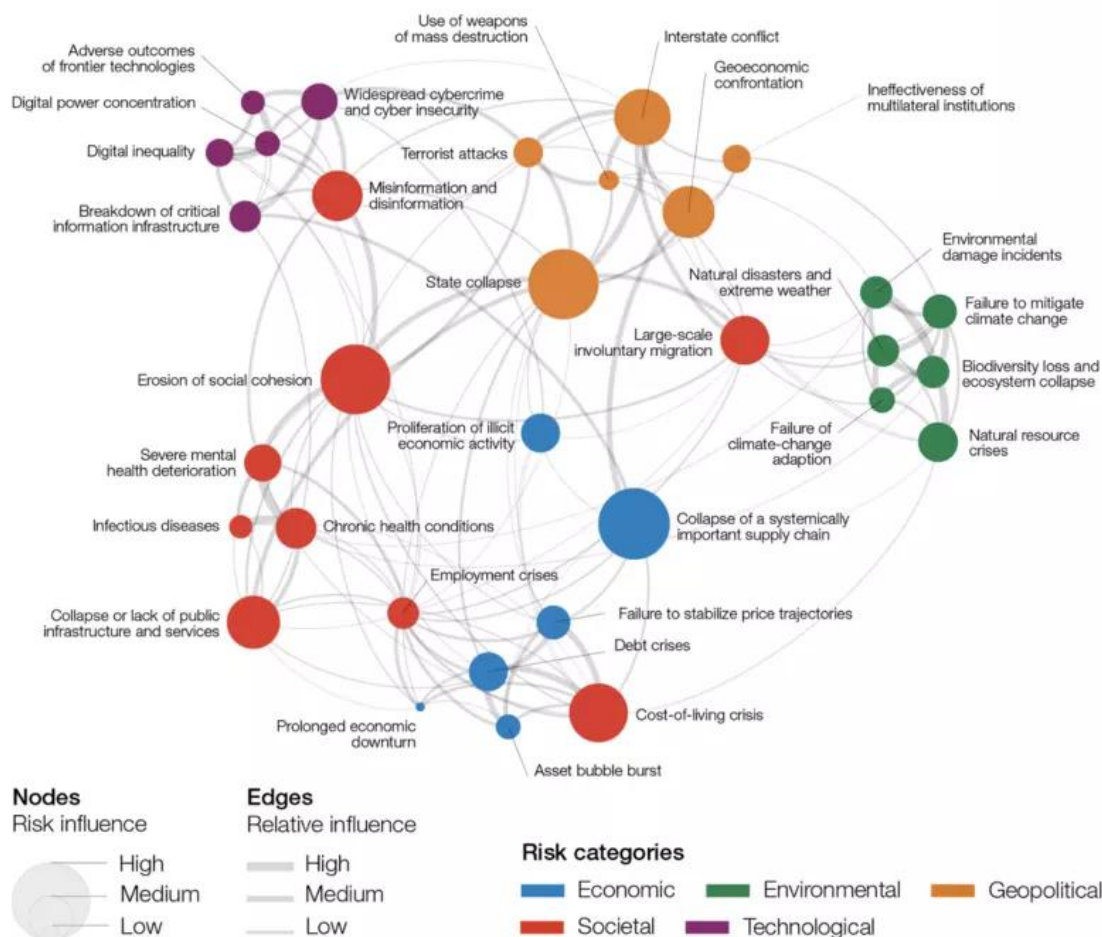 Use of weapons
of mass destruction
Interstate conflict
Adverse outcomes
of frontier technologies
Geoeconomic
confrontation
Ineffectiveness of
multilateral institutions
Digital power concentration
Widespread cybercrime
and cyber insecurity
Digital inequality
Terrorist attacks
Misinformation and
disinformation
Breakdown of critical
information infrastructure
Environmental
damage incidents
State collapse
Natural disasters and
extreme weather
Failure to mitigate
climate change
Large-scale
involuntary migration
Erosion of social cohesion
Biodiversity loss and
ecosystem collapse
Proliferation of illicit
economic activity
Failure of
climate-change
adaption
Natural resource
crises
Severe mental
health deterioration
Infectious diseases
Chronic health conditions
Collapse of a systemically
important supply chain
Employment crises
Collapse or lack of public
infrastructure and services
Failure to stabilize price trajectories
Debt crises
Prolonged economic
downturn
Cost-of-living crisis
Asset bubble burst
Nodes
Risk influence
High
Medium
Low
Edges
Relative influence
High
Medium
Low
Risk categories
Economic
Environmental
Geopolitical
Societal
Technological